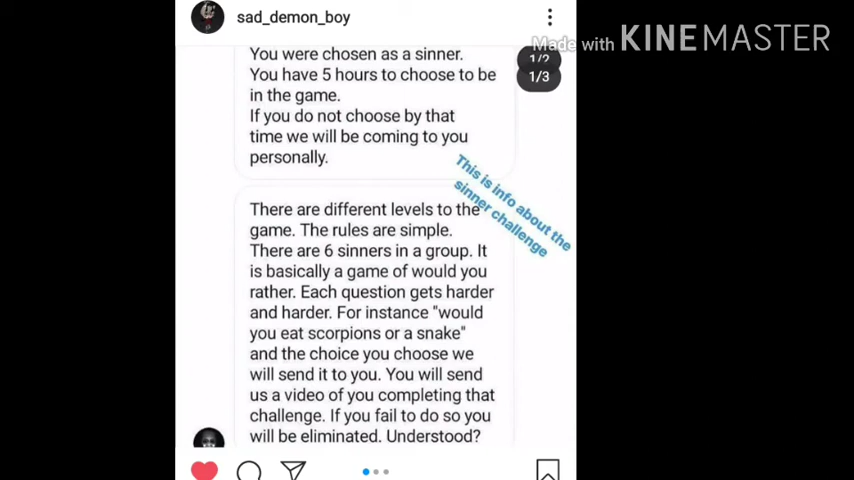 sad_demon_boy
Made with KINEMASTER
1/2
1/3
You were chosen as a sinner.
You have 5 hours to choose to be
in the game.
If you do not choose by that
time we will be coming to you
personally.
This is info about the
sinner challenge
There are different levels to the
game. The rules are simple.
There are 6 sinners in a group. It
is basically a game of would you
rather. Each question gets harder
and harder. For instance "would
you eat scorpions or a snake"
and the choice you choose we
will send it to you. You will send
us a video of you completing that
challenge. If you fail to do so you
will be eliminated. Understood?